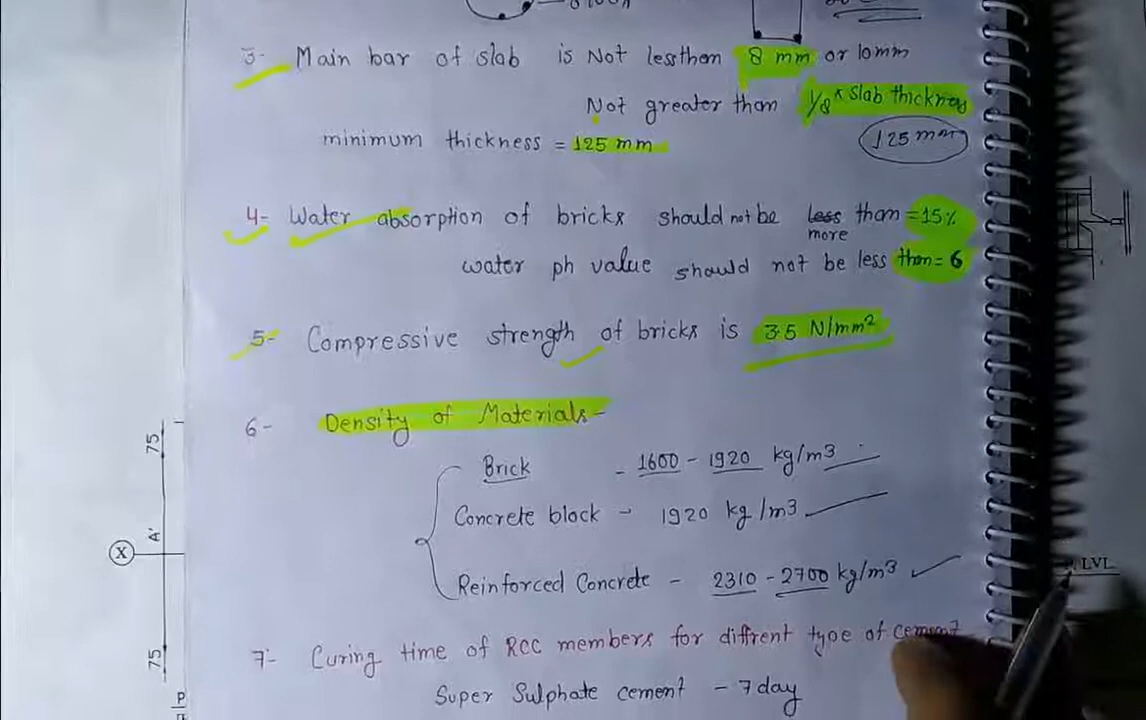 3- Main bar of slab is Not lessthan 8 mm or 10mm
Not greater than 1/8 * slab thickness
minimum thickness = 125 mm
125 mm
4- Water absorption of bricks should not be less than = 15%
more
water ph value should not be less than = 6
5- Compressive strength of bricks is 3.5 N/mm²
6- Density of Materials-
Brick - 1600 - 1920 kg/m3
Concrete block - 1920 kg/m3
Reinforced Concrete - 2310 - 2700 kg/m3
7- Curing time of RCC members for diffrent type of cement
Super Sulphate cement - 7 day
75
A'
X
75
P
LVL